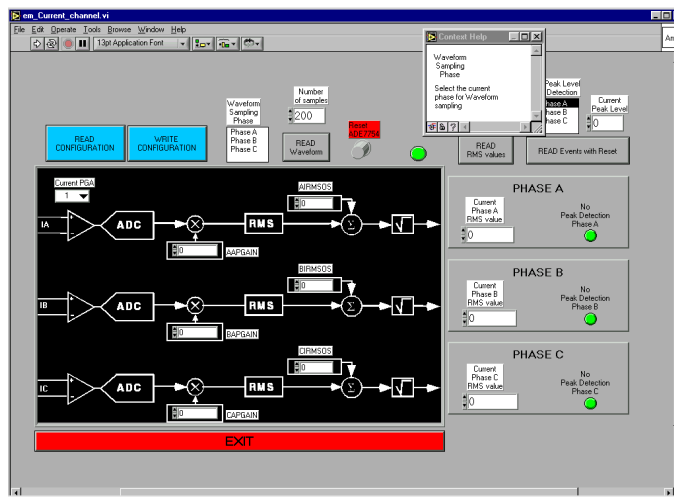 em_Current_channel.vi
File Edit Operate Tools Browse Window Help
13pt Application Font
Context Help
Waveform
Sampling
Phase
Select the current
phase for Waveform
sampling
?
Peak Level
Detection
Phase A
Phase B
Phase C
Current
Peak Level
0
Number
of samples
200
Waveform
Sampling
Phase
Phase A
Phase B
Phase C
Reset
ADE7754
READ
CONFIGURATION
WRITE
CONFIGURATION
READ
Waveform
READ
RMS values
READ Events with Reset
Current PGA
1
IA
+
-
ADC
×
0
AAPGAIN
RMS
AIRMSOS
0
Σ
√
IB
+
-
ADC
×
0
BAPGAIN
RMS
BIRMSOS
0
Σ
√
IC
+
-
ADC
×
0
CAPGAIN
RMS
CIRMSOS
0
Σ
√
PHASE A
Current
Phase A
RMS value
0
No
Peak Detection
Phase A
PHASE B
Current
Phase B
RMS value
0
No
Peak Detection
Phase B
PHASE C
Current
Phase C
RMS value
0
No
Peak Detection
Phase C
EXIT